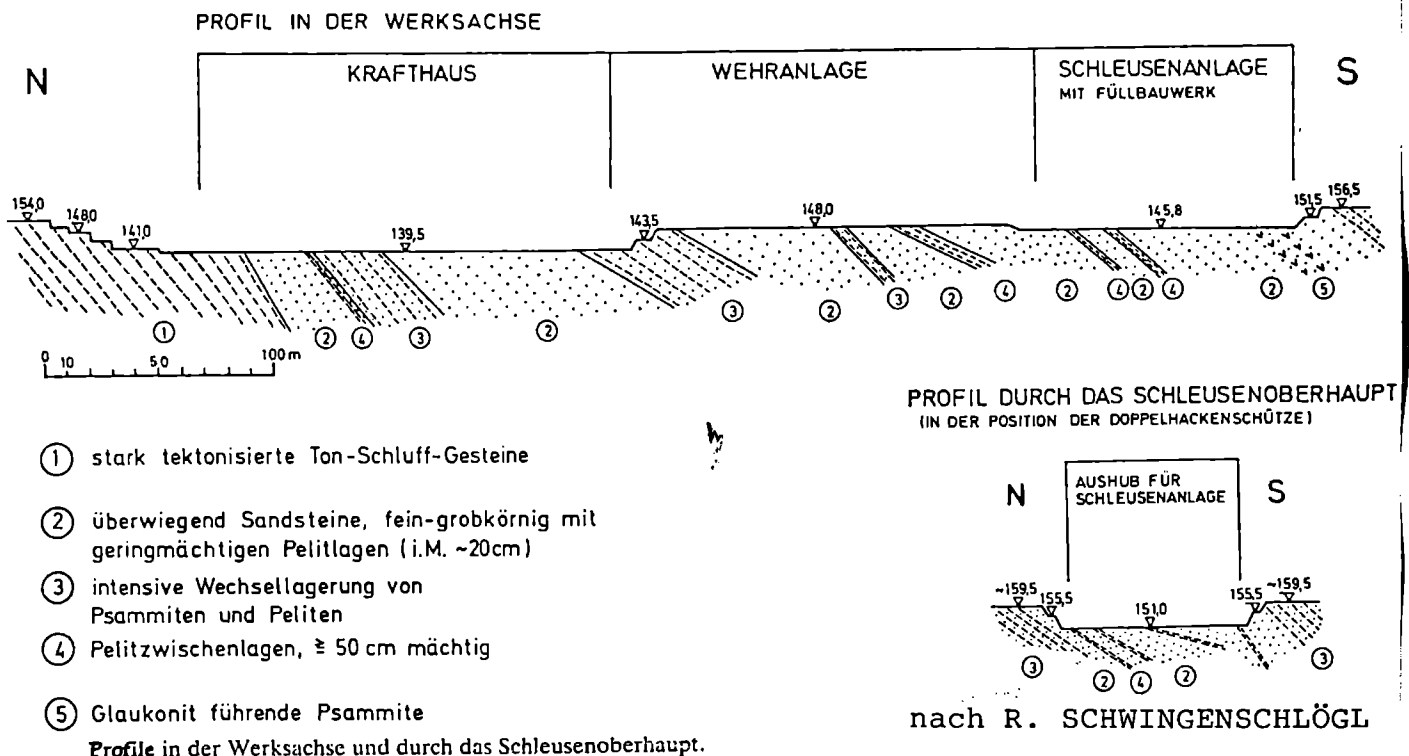 PROFIL IN DER WERKSACHSE
N
KRAFTHAUS
WEHRANLAGE
SCHLEUSENANLAGE
MIT FÜLLBAUWERK
S
154,0
148,0
141,0
139,5
143,5
148,0
145,8
151,5
156,5
① ② ④ ③ ② ③ ② ③ ② ④ ② ④ ② ④ ② ⑤
0 10 50 100 m
PROFIL DURCH DAS SCHLEUSENOBERHAUPT
(IN DER POSITION DER DOPPELHACKENSCHÜTZE)
N
AUSHUB FÜR
SCHLEUSENANLAGE
S
~159,5
155,5
151,0
155,5
~159,5
③ ② ④ ② ③
① stark tektonisierte Ton-Schluff-Gesteine
② überwiegend Sandsteine, fein-grobkörnig mit
geringmächtigen Pelitlagen (i.M. ~20cm)
③ intensive Wechsellagerung von
Psammiten und Peliten
④ Pelitzwischenlagen, ≧ 50 cm mächtig
⑤ Glaukonit führende Psammite
nach R. SCHWINGENSCHLÖGL
Profile in der Werksachse und durch das Schleusenoberhaupt.